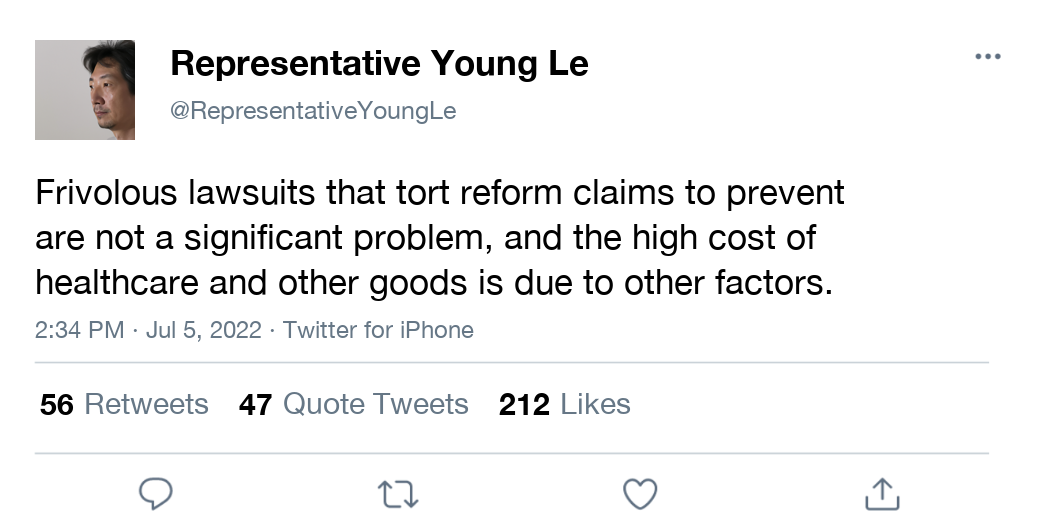 Representative Young Le
@RepresentativeYoungLe
Frivolous lawsuits that tort reform claims to prevent
are not a significant problem, and the high cost of
healthcare and other goods is due to other factors.
2:34 PM · Jul 5, 2022 · Twitter for iPhone
56 Retweets 47 Quote Tweets 212 Likes